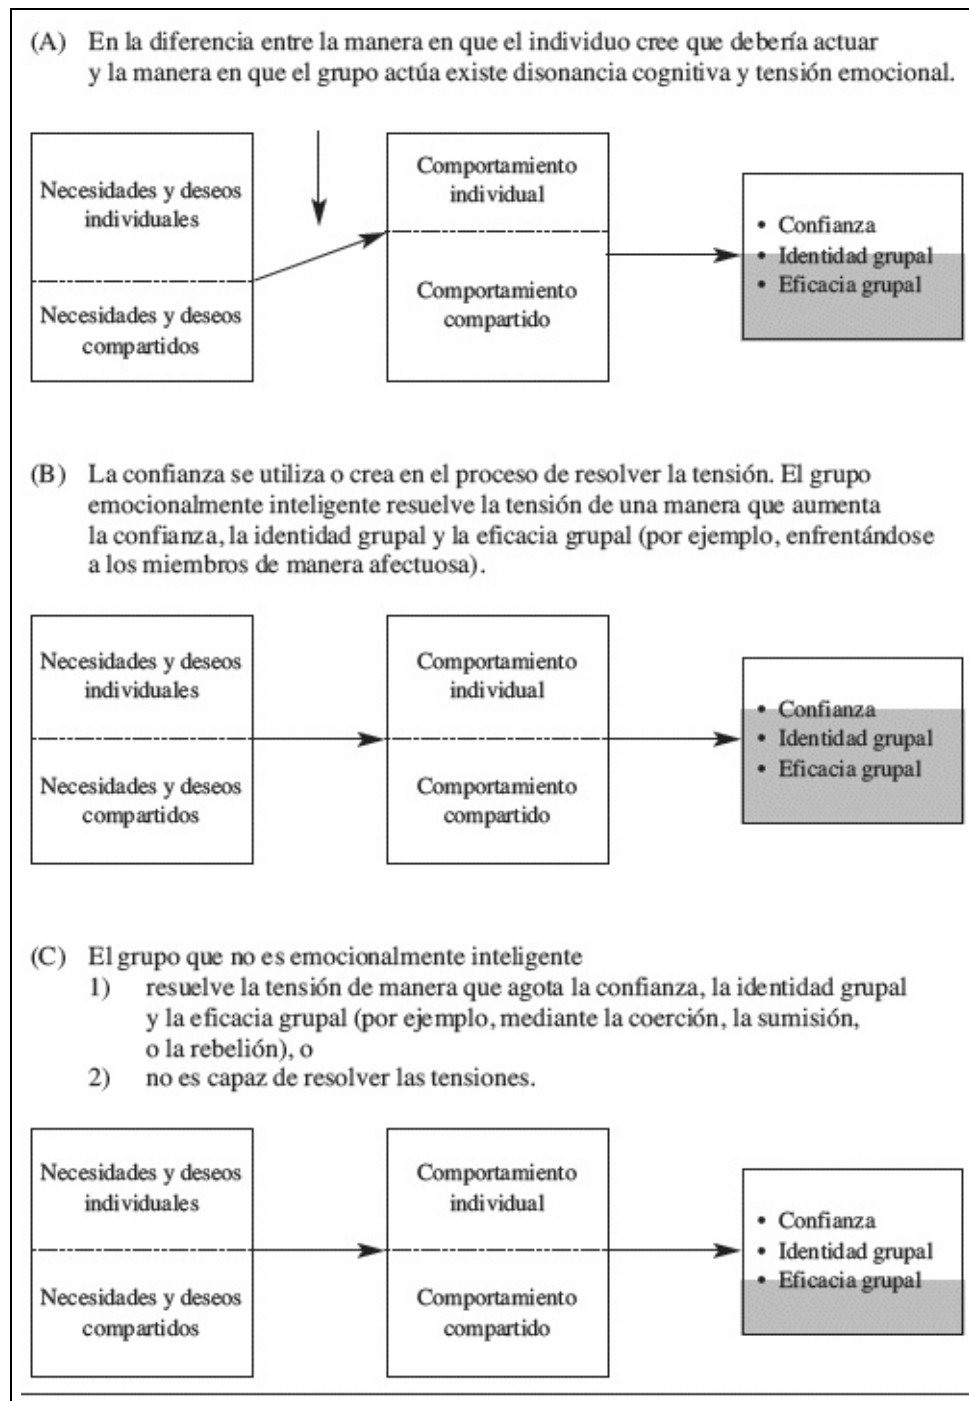 (A) En la diferencia entre la manera en que el individuo cree que debería actuar
y la manera en que el grupo actúa existe disonancia cognitiva y tensión emocional.
Necesidades y deseos
individuales
Necesidades y deseos
compartidos
Comportamiento
individual
Comportamiento
compartido
• Confianza
• Identidad grupal
• Eficacia grupal
(B) La confianza se utiliza o crea en el proceso de resolver la tensión. El grupo
emocionalmente inteligente resuelve la tensión de una manera que aumenta
la confianza, la identidad grupal y la eficacia grupal (por ejemplo, enfrentándose
a los miembros de manera afectuosa).
Necesidades y deseos
individuales
Necesidades y deseos
compartidos
Comportamiento
individual
Comportamiento
compartido
• Confianza
• Identidad grupal
• Eficacia grupal
(C) El grupo que no es emocionalmente inteligente
1) resuelve la tensión de manera que agota la confianza, la identidad grupal
y la eficacia grupal (por ejemplo, mediante la coerción, la sumisión,
o la rebelión), o
2) no es capaz de resolver las tensiones.
Necesidades y deseos
individuales
Necesidades y deseos
compartidos
Comportamiento
individual
Comportamiento
compartido
• Confianza
• Identidad grupal
• Eficacia grupal